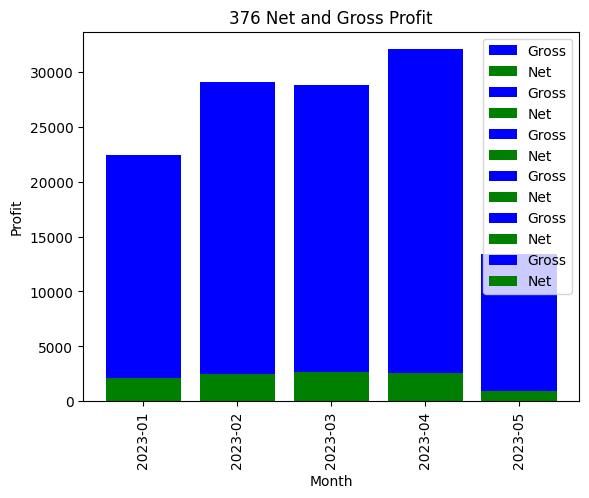 376 Net and Gross Profit
Profit
30000
25000
20000
15000
10000
5000
0
Gross
Net
Gross
Net
Gross
Net
Gross
Net
Gross
Net
Gross
Net
2023-01
2023-02
2023-03
2023-04
2023-05
Month